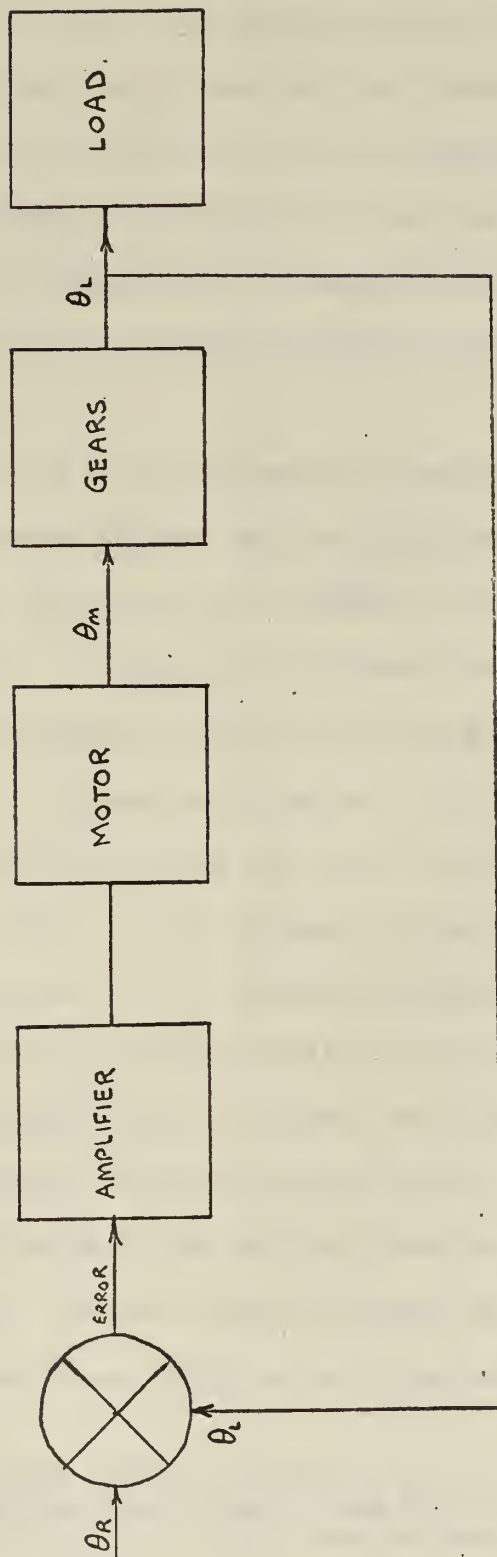 θR
ERROR
AMPLIFIER
MOTOR
θm
GEARS.
θL
LOAD.
θL